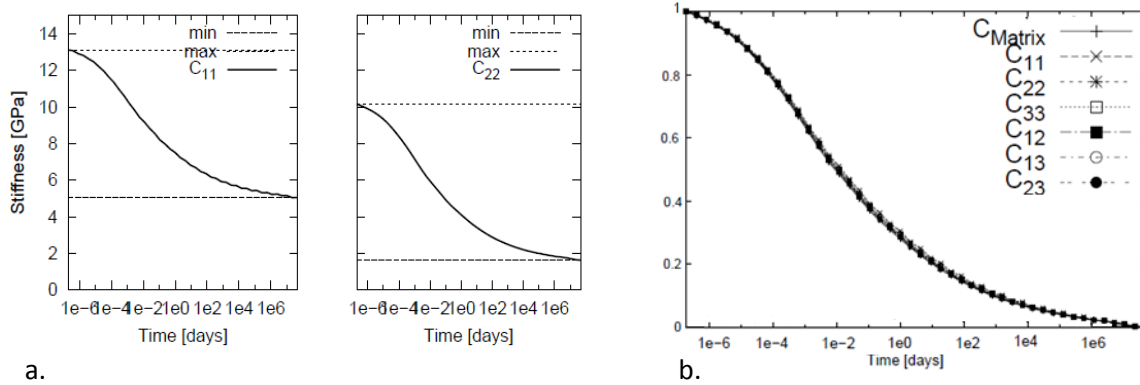 14
12
10
8
6
4
2
0
Stiffness [GPa]
min
max
C11
1e−6 1e−4 1e−2 1e0 1e2 1e4 1e6
Time [days]
min
max
C22
1e−6 1e−4 1e−2 1e0 1e2 1e4 1e6
Time [days]
a.
1
0.8
0.6
0.4
0.2
0
CMatrix
C11
C22
C33
C12
C13
C23
1e−6 1e−4 1e−2 1e0 1e2 1e4 1e6
Time [days]
b.